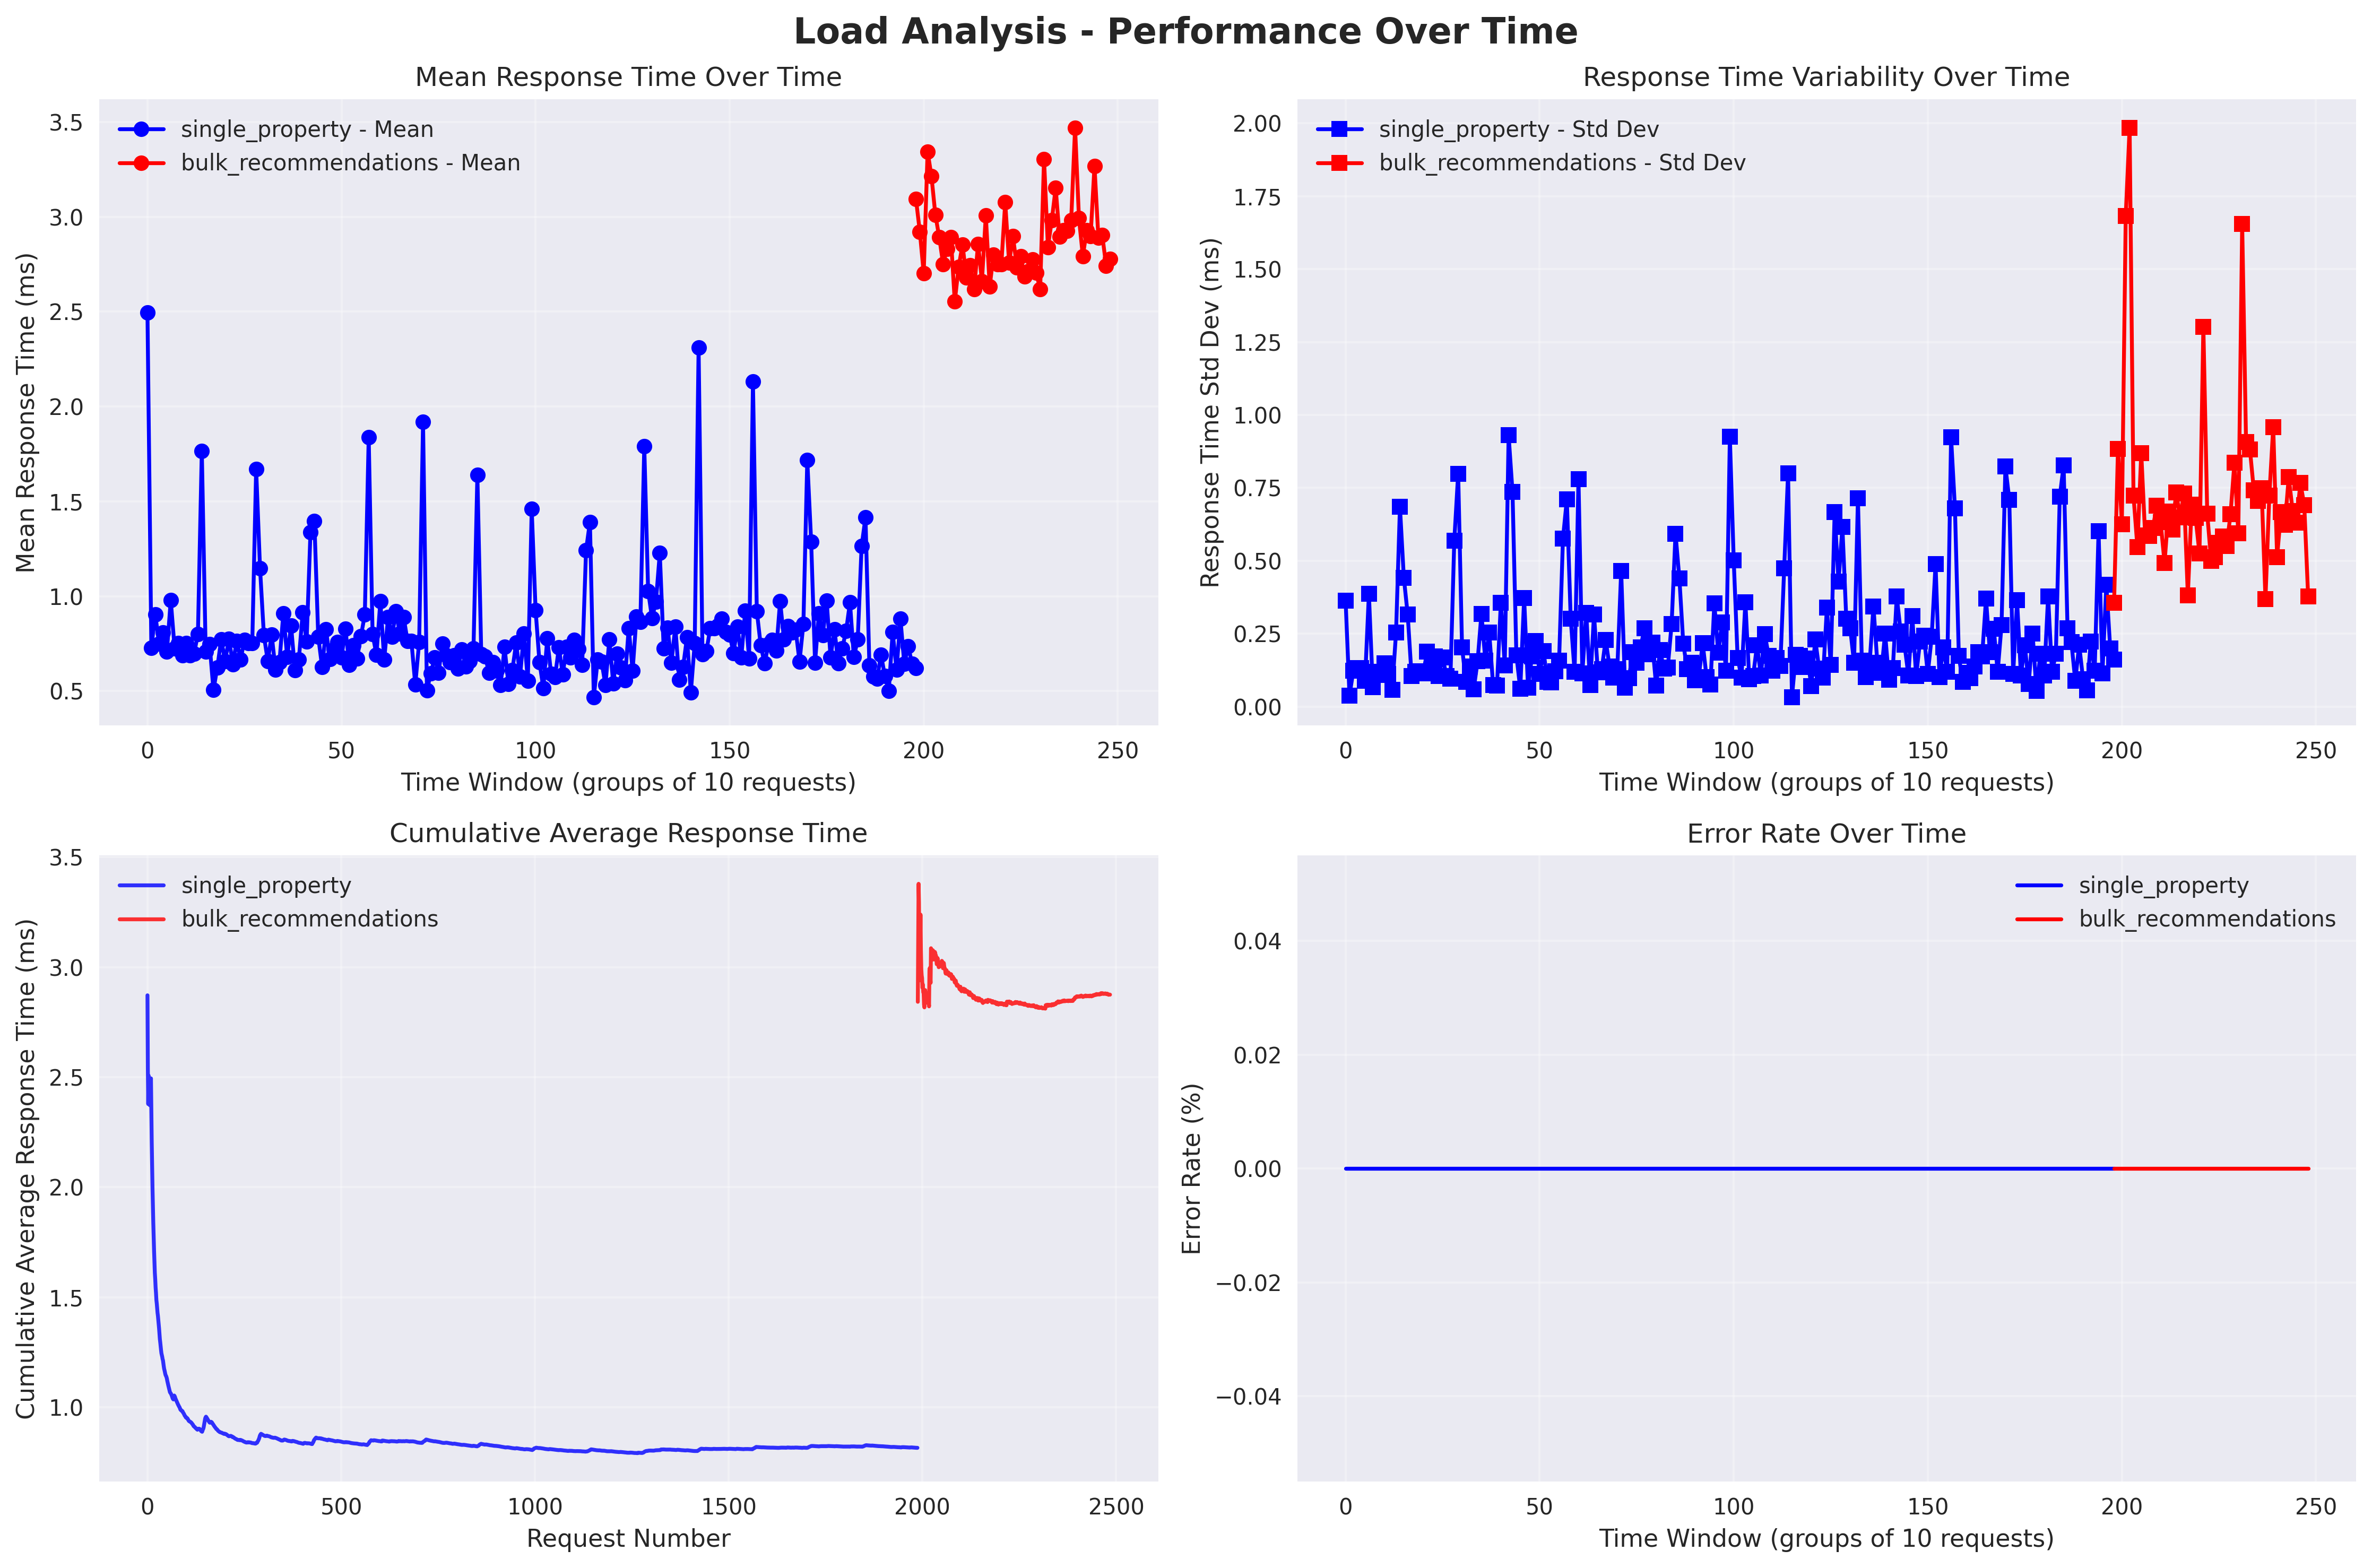 Load Analysis - Performance Over Time
Mean Response Time Over Time
single_property - Mean
bulk_recommendations - Mean
Mean Response Time (ms)
3.5
3.0
2.5
2.0
1.5
1.0
0.5
0
50
100
150
200
250
Time Window (groups of 10 requests)
Response Time Variability Over Time
single_property - Std Dev
bulk_recommendations - Std Dev
Response Time Std Dev (ms)
2.00
1.75
1.50
1.25
1.00
0.75
0.50
0.25
0.00
0
50
100
150
200
250
Time Window (groups of 10 requests)
Cumulative Average Response Time
single_property
bulk_recommendations
Cumulative Average Response Time (ms)
3.5
3.0
2.5
2.0
1.5
1.0
0
500
1000
1500
2000
2500
Request Number
Error Rate Over Time
single_property
bulk_recommendations
Error Rate (%)
0.04
0.02
0.00
−0.02
−0.04
0
50
100
150
200
250
Time Window (groups of 10 requests)